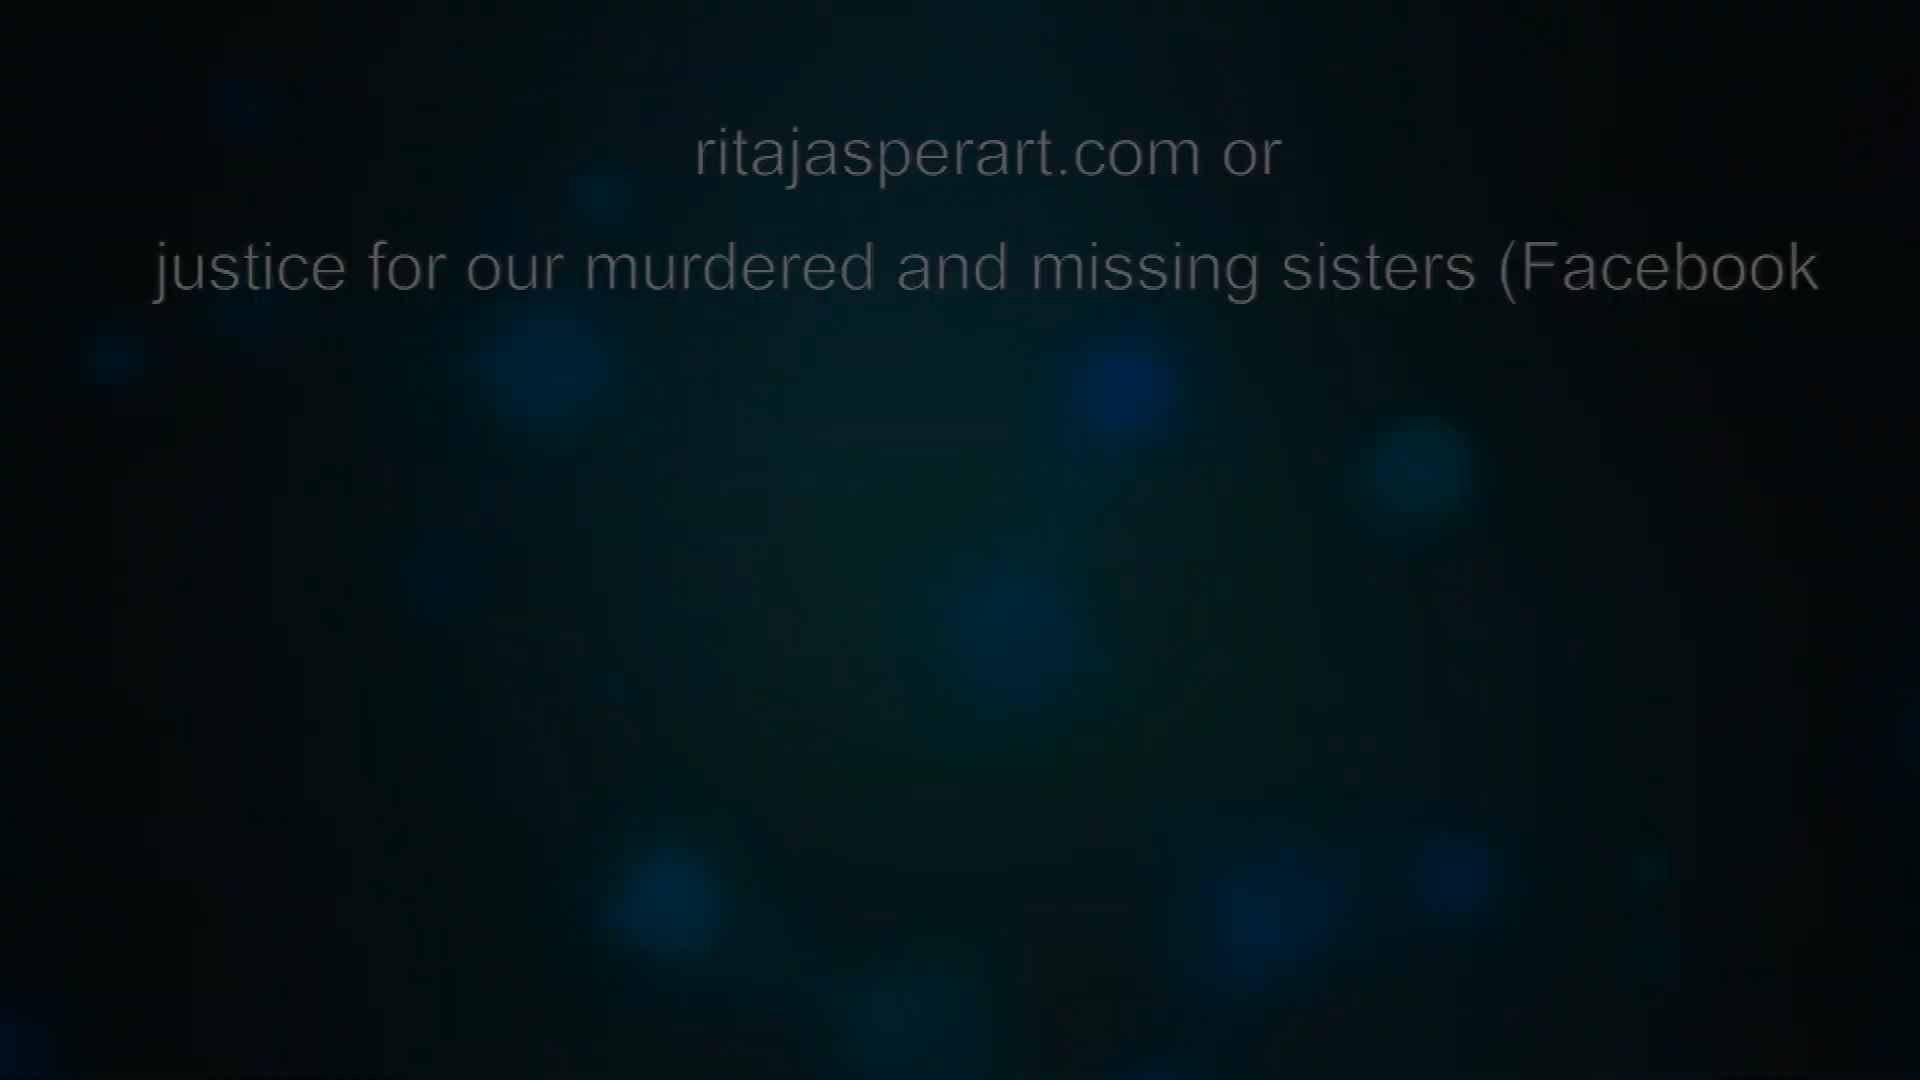 ritajasperart.com or
justice for our murdered and missing sisters (Facebook